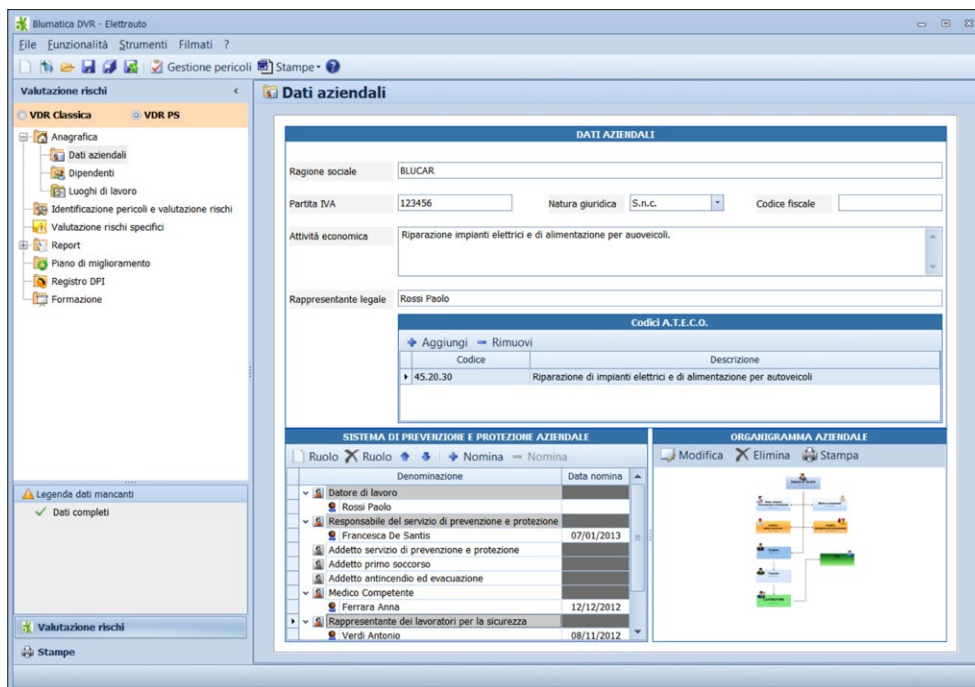 Blumatica DVR - Elettrauto
File Funzionalità Strumenti Filmati ?
Gestione pericoli Stampe
Valutazione rischi
VDR Classica VDR PS
Anagrafica
Dati aziendali
Dipendenti
Luoghi di lavoro
Identificazione pericoli e valutazione rischi
Valutazione rischi specifici
Report
Piano di miglioramento
Registro DPI
Formazione
Legenda dati mancanti
Dati completi
Valutazione rischi
Stampe
Dati aziendali
DATI AZIENDALI
Ragione sociale BLUCAR
Partita IVA 123456 Natura giuridica S.n.c. Codice fiscale
Attività economica Riparazione impianti elettrici e di alimentazione per auoveicoli.
Rappresentante legale Rossi Paolo
Codici A.T.E.C.O.
Aggiungi Rimuovi
Codice Descrizione
45.20.30 Riparazione di impianti elettrici e di alimentazione per autoveicoli
SISTEMA DI PREVENZIONE E PROTEZIONE AZIENDALE
Ruolo Ruolo Nomina Nomina
Denominazione Data nomina
Datore di lavoro
Rossi Paolo
Responsabile del servizio di prevenzione e protezione
Francesca De Santis 07/01/2013
Addetto servizio di prevenzione e protezione
Addetto primo soccorso
Addetto antincendio ed evacuazione
Medico Competente
Ferrara Anna 12/12/2012
Rappresentante dei lavoratori per la sicurezza
Verdi Antonio 08/11/2012
ORGANIGRAMMA AZIENDALE
Modifica Elimina Stampa